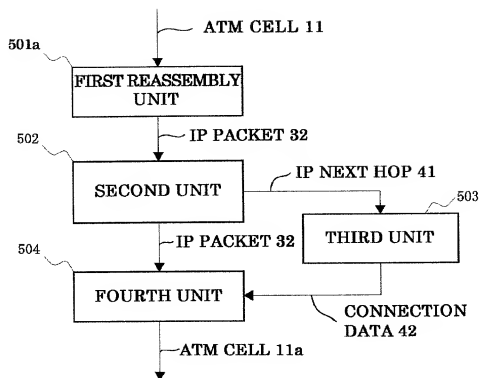 ATM CELL 11
501a
FIRST REASSEMBLY
UNIT
IP PACKET 32
502
SECOND UNIT
IP NEXT HOP 41
503
THIRD UNIT
IP PACKET 32
504
FOURTH UNIT
CONNECTION
DATA 42
ATM CELL 11a